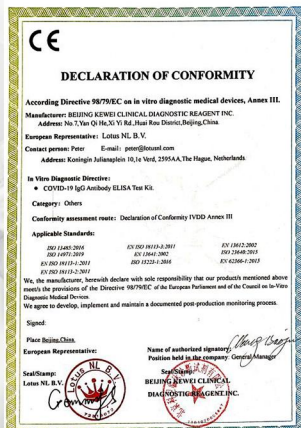 CE
DECLARATION OF CONFORMITY
According Directive 98/79/EC on in vitro diagnostic medical devices, Annex III.
Manufacturer: BEIJING KEWEI CLINICAL DIAGNOSTIC REAGENT INC.
Address: No.7,Yan Qi He,Xi Yi Rd.,Huai Rou District,Beijing,China.
European Representative: Lotus NL B.V.
Contact person: Peter E-mail: peter@lotusnl.com
Address: Koningin Julianaplein 10,1e Verd, 2595AA,The Hague, Netherlands.
In Vitro Diagnostic Directive:
● COVID-19 IgG Antibody ELISA Test Kit.
Category: Others
Conformity assessment route: Declaration of Conformity IVDD Annex III
Applicable Standards:
ISO 13485:2016 EN ISO 18113-3:2011 EN 13612:2002
ISO 14971:2019 EN 13641:2002 ISO 23640:2015
EN ISO 18113-1:2011 ISO 15223-1:2016 EN 62366-1:2015
EN ISO 18113-2:2011
We, the manufacturer, herewith declare with sole responsibility that our product/s mentioned above
meet/s the provisions of the Directive 98/79/EC of the European Parliament and of the Council on In-Vitro
Diagnostic Medical Devices.
We agree to develop, implement and maintain a documented post-production monitoring process.
Signed:
Place Beijing,China
European Representative: Name of authorized signatory:
Position held in the company: General Manager
Seal/Stamp: Seal/Stamp:
Lotus NL B.V. BEIJING KEWEI CLINICAL
DIAGNOSTIC REAGENT INC.
LOTUS NL B.V.